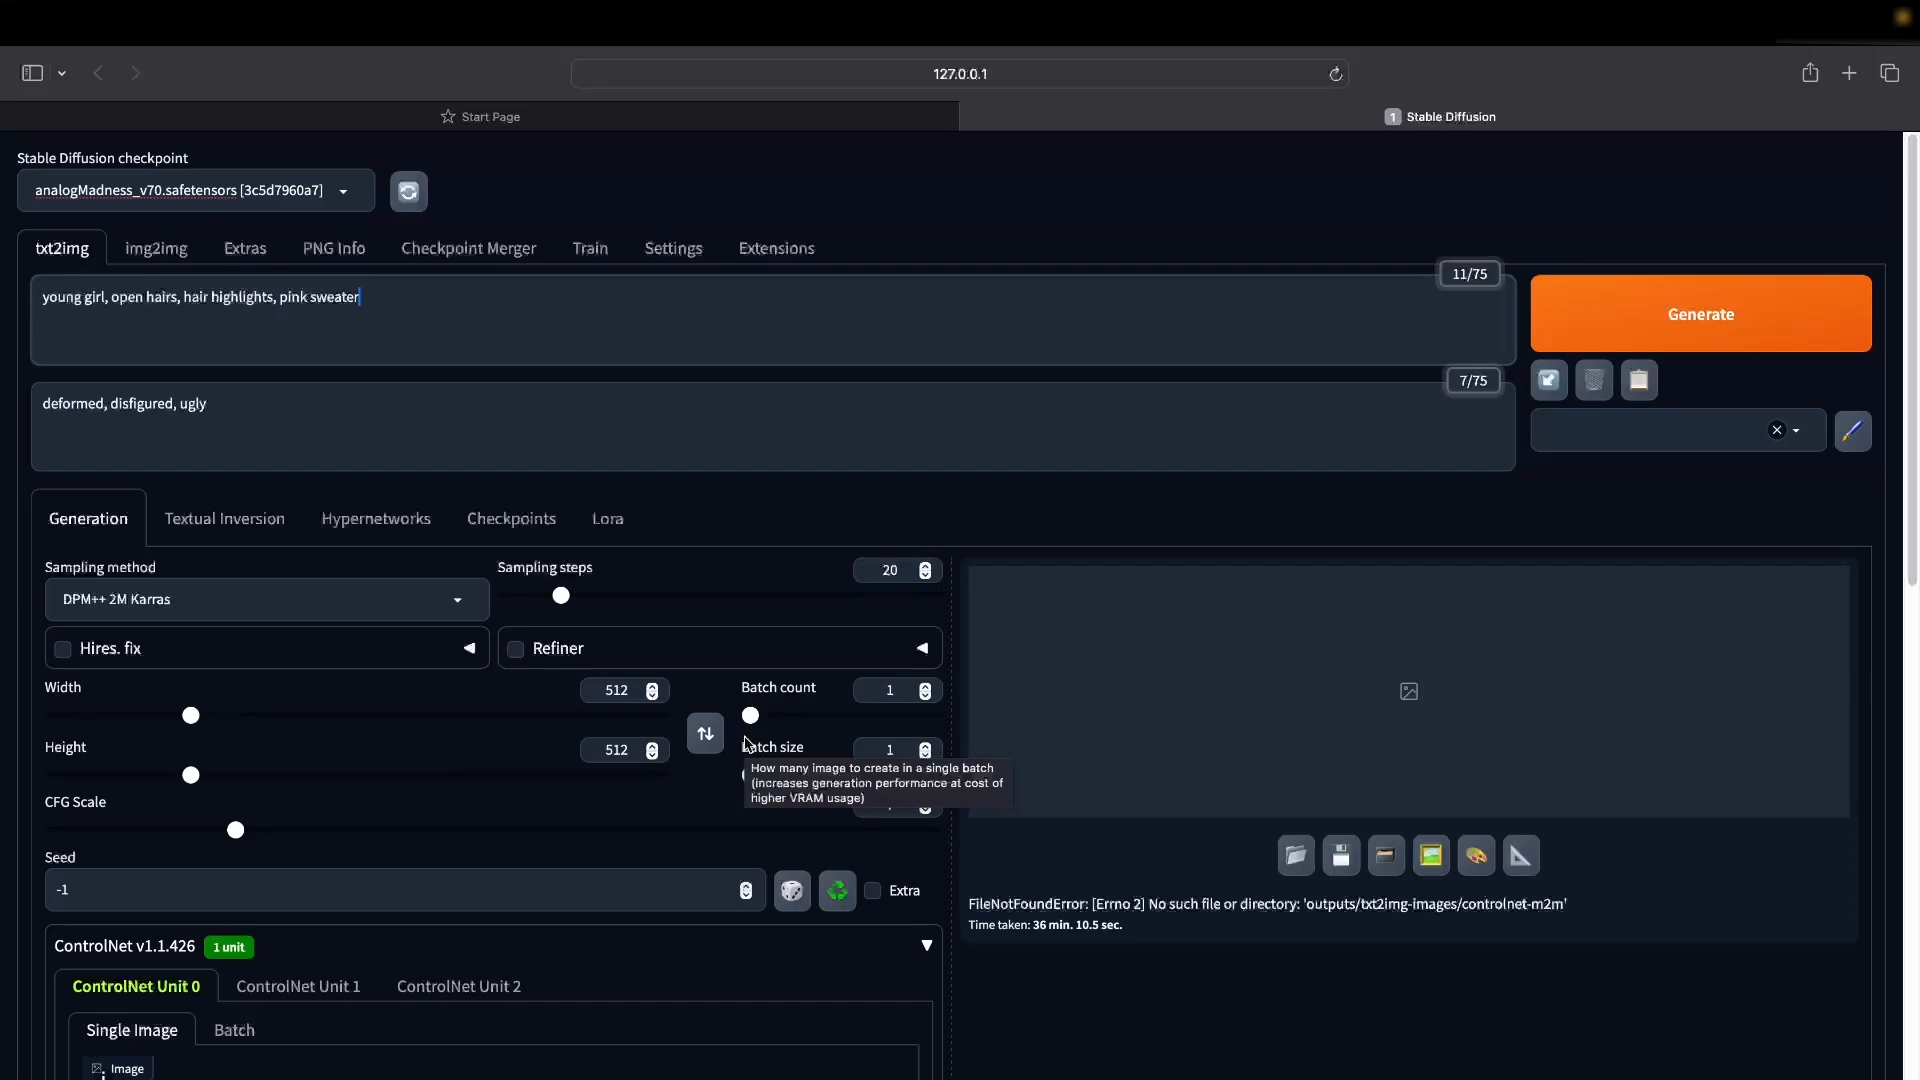 127.0.0.1
Start Page
1 Stable Diffusion
Stable Diffusion checkpoint
analogMadness_v70.safetensors [3c5d7960a7]
txt2img img2img Extras PNG Info Checkpoint Merger Train Settings Extensions
11/75
young girl, open hairs, hair highlights, pink sweater
Generate
7/75
deformed, disfigured, ugly
Generation Textual Inversion Hypernetworks Checkpoints Lora
Sampling method
Sampling steps
20
DPM++ 2M Karras
Hires. fix
Refiner
Width
512
Batch count
1
Height
512
Batch size
1
How many image to create in a single batch
(increases generation performance at cost of
higher VRAM usage)
CFG Scale
Seed
-1
Extra
FileNotFoundError: [Errno 2] No such file or directory: 'outputs/txt2img-images/controlnet-m2m'
Time taken: 36 min. 10.5 sec.
ControlNet v1.1.426 1 unit
ControlNet Unit 0 ControlNet Unit 1 ControlNet Unit 2
Single Image Batch
Image